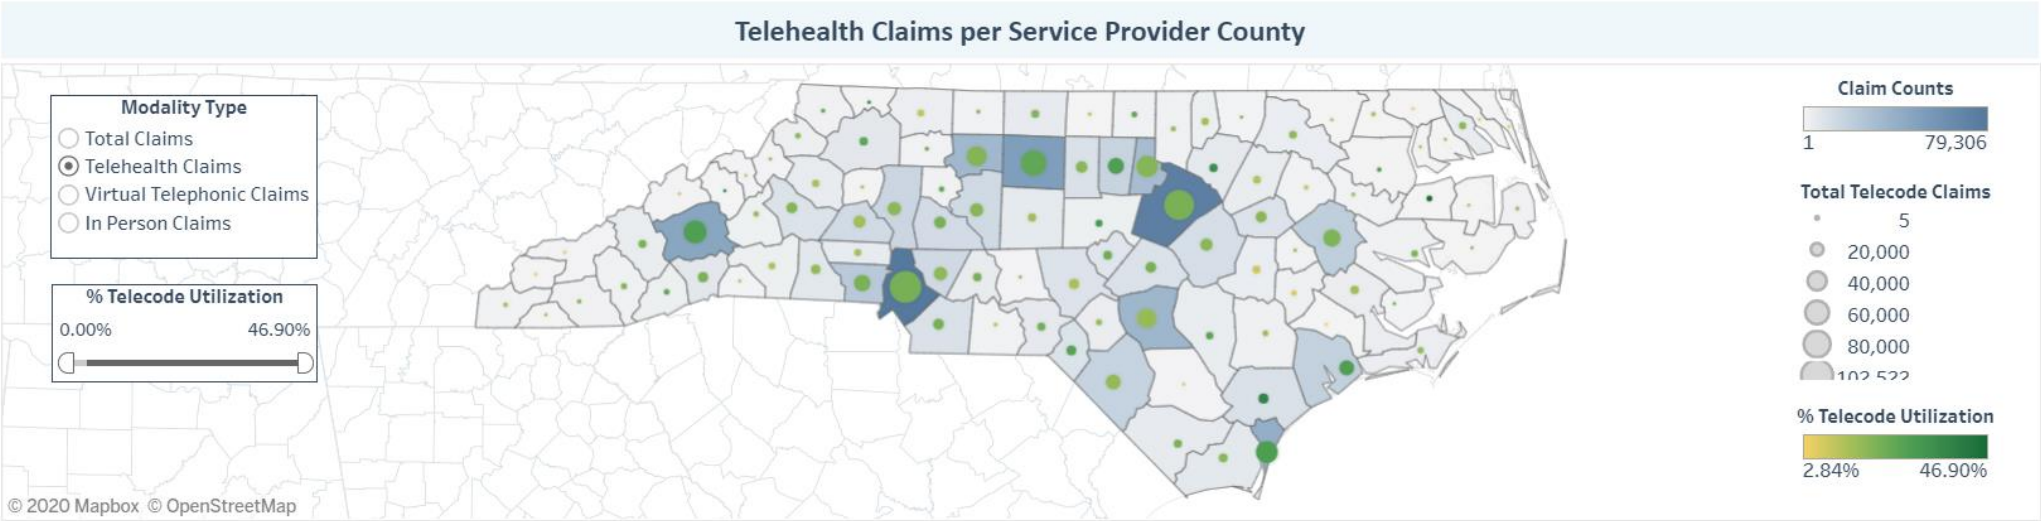 Telehealth Claims per Service Provider County
Modality Type
Total Claims
Telehealth Claims
Virtual Telephonic Claims
In Person Claims
% Telecode Utilization
0.00% 46.90%
© 2020 Mapbox © OpenStreetMap
Claim Counts
1 79,306
Total Telecode Claims
5
20,000
40,000
60,000
80,000
102,522
% Telecode Utilization
2.84% 46.90%